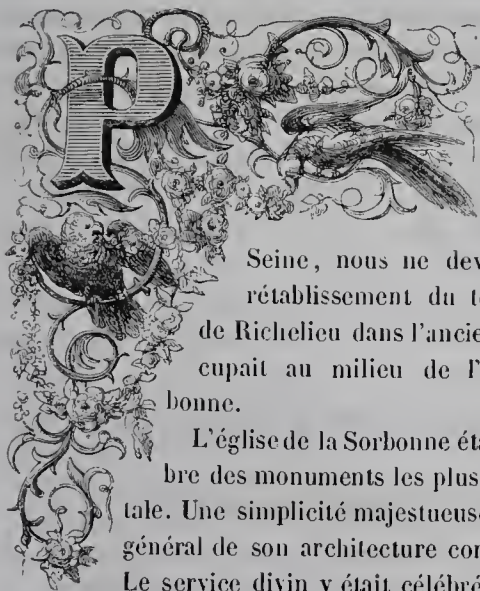 P
Seine, nous ne dev
rétablissement du t
de Richelieu dans l'ancie
cupait au milieu de l'
bonne.
L'église de la Sorbonne éta
bre des monuments les plus
tale. Une simplicité majestueus
général de son architecture co
Le service divin y était célébré